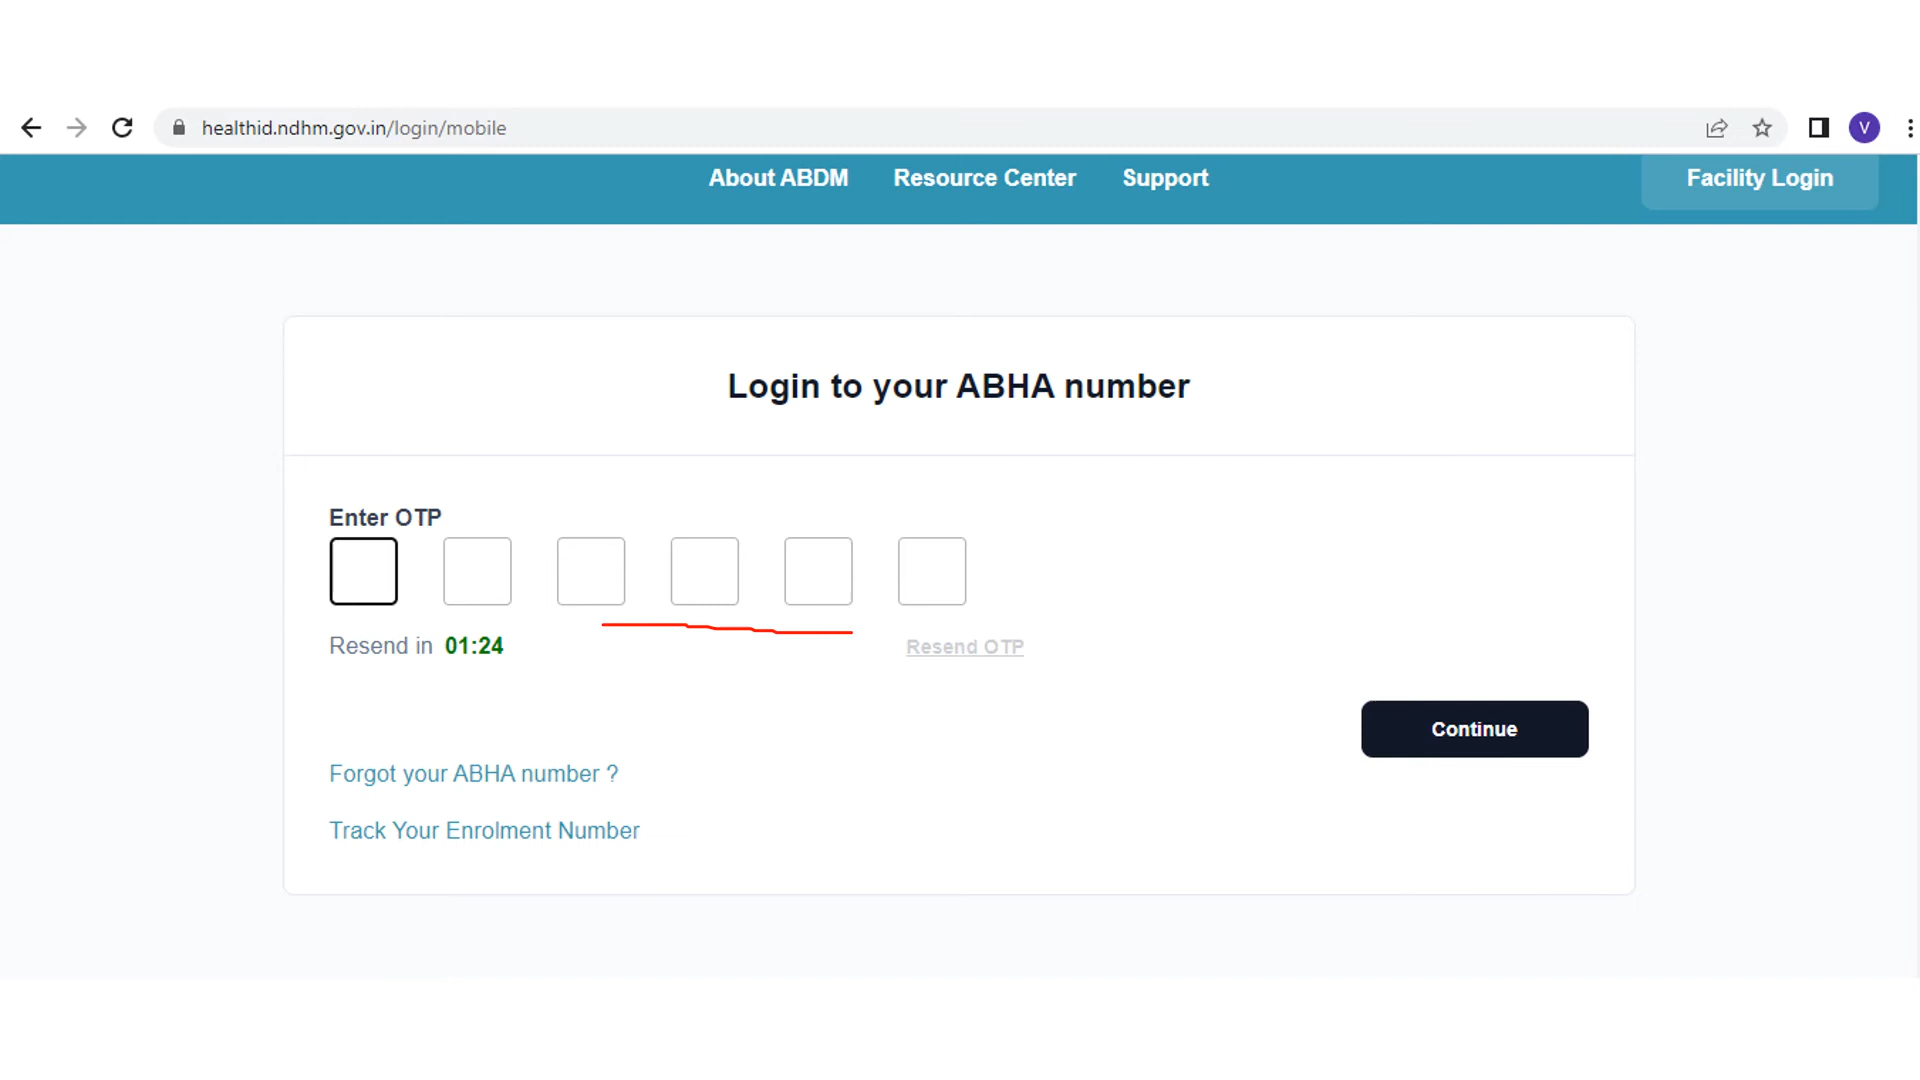 healthid.ndhm.gov.in/login/mobile
V
About ABDM Resource Center Support Facility Login
Login to your ABHA number
Enter OTP
Resend in 01:24 Resend OTP
Continue
Forgot your ABHA number ?
Track Your Enrolment Number